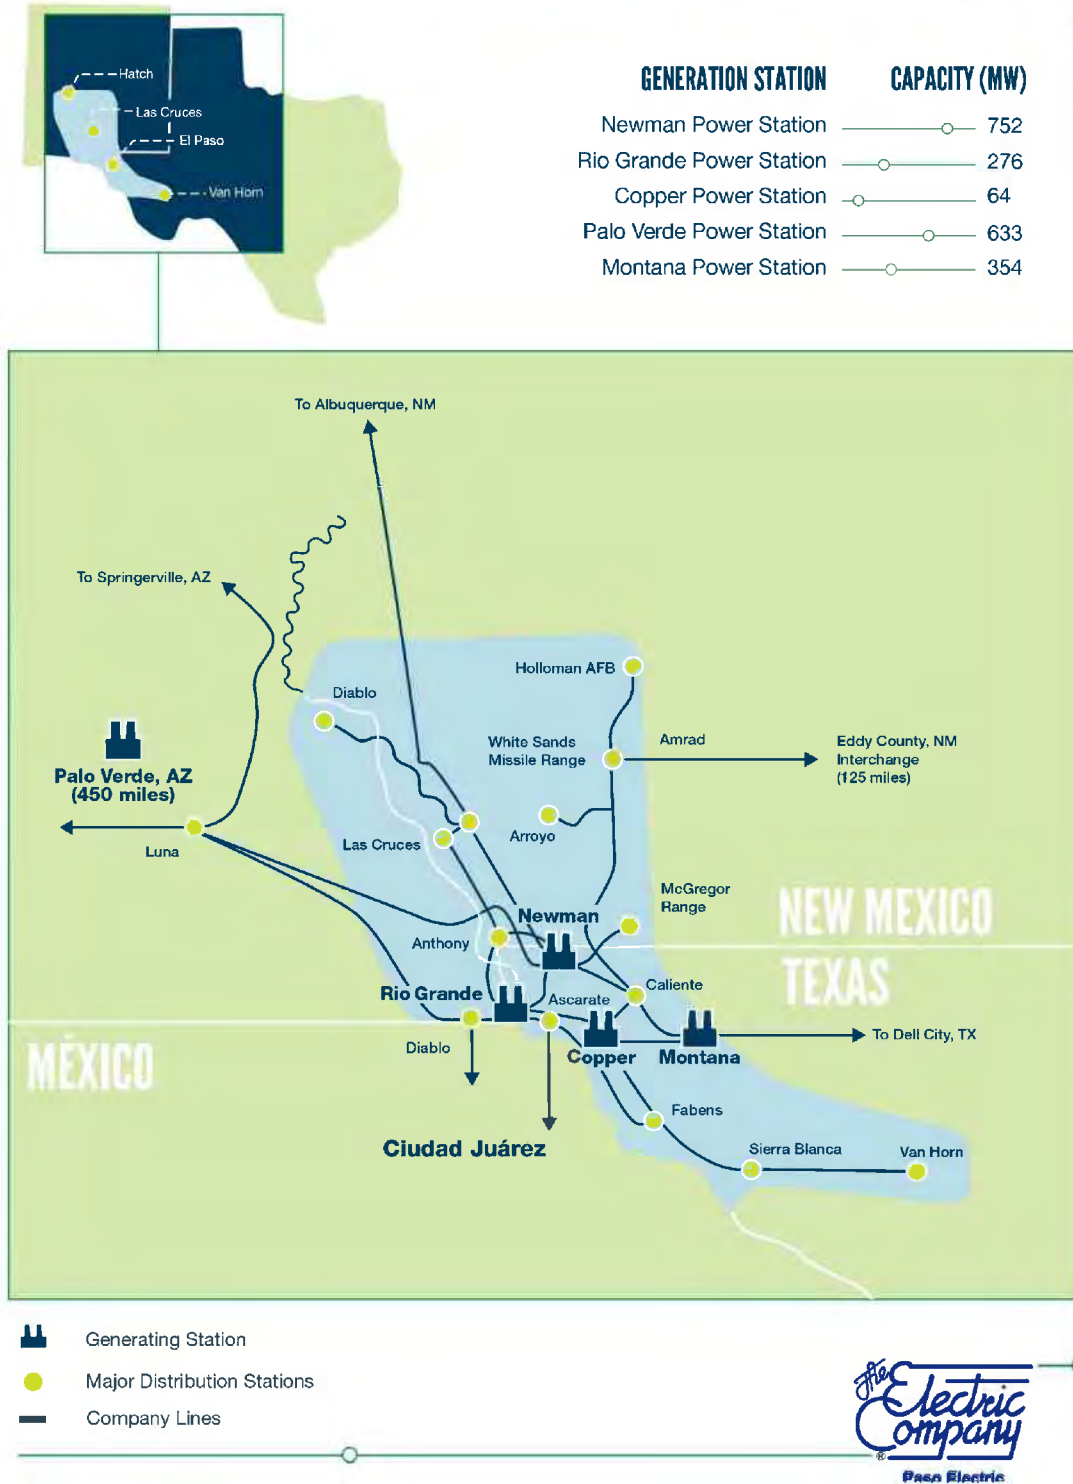 Hatch
Las Cruces
El Paso
Van Horn
GENERATION STATION CAPACITY (MW)
Newman Power Station 752
Rio Grande Power Station 276
Copper Power Station 64
Palo Verde Power Station 633
Montana Power Station 354
To Albuquerque, NM
To Springerville, AZ
Holloman AFB
Diablo
White Sands
Missile Range
Amrad
Eddy County, NM
Interchange
(125 miles)
Palo Verde, AZ
(450 miles)
Luna
Las Cruces
Arroyo
McGregor
Range
NEW MEXICO
Newman
Anthony
TEXAS
Rio Grande
Ascarate
Caliente
Diablo
Copper
Montana
To Dell City, TX
MÉXICO
Fabens
Ciudad Juárez
Sierra Blanca
Van Horn
Generating Station
Major Distribution Stations
Company Lines
The
Electric
Company
®
Paso Electric